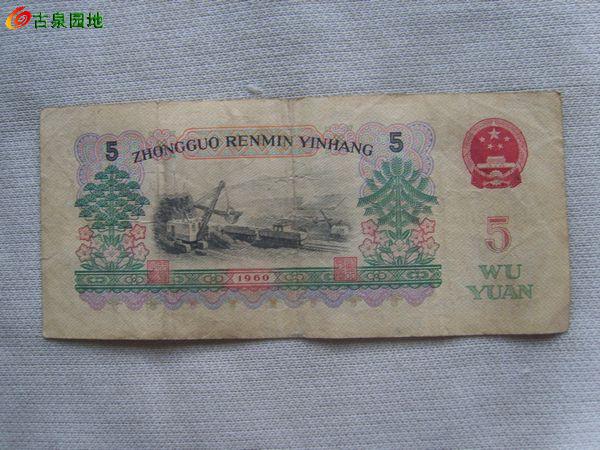 古泉园地
5 ZHONGGUO RENMIN YINHANG 5
1960
5
WU
YUAN